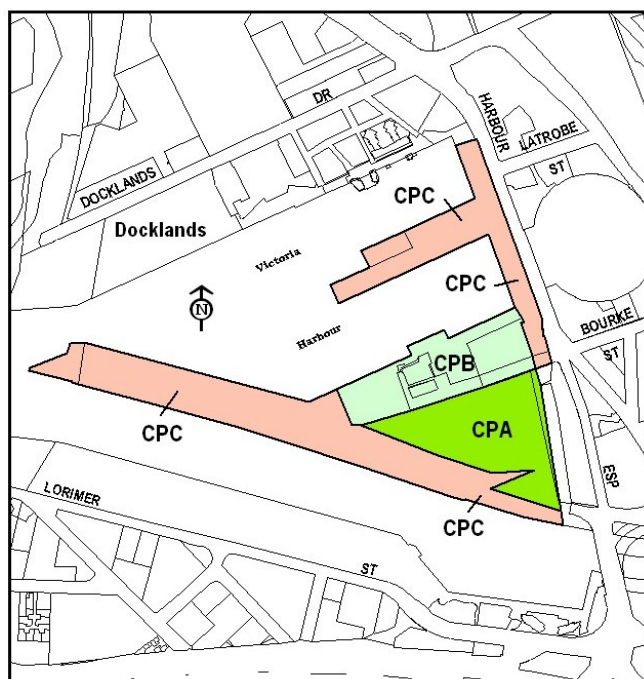 DR
HARBOUR
LATROBE
ST
DOCKLANDS
CPC
Docklands
Victoria
CPC
N
Harbour
BOURKE
ST
CPB
CPC
CPA
ESP
LORIMER
CPC
ST